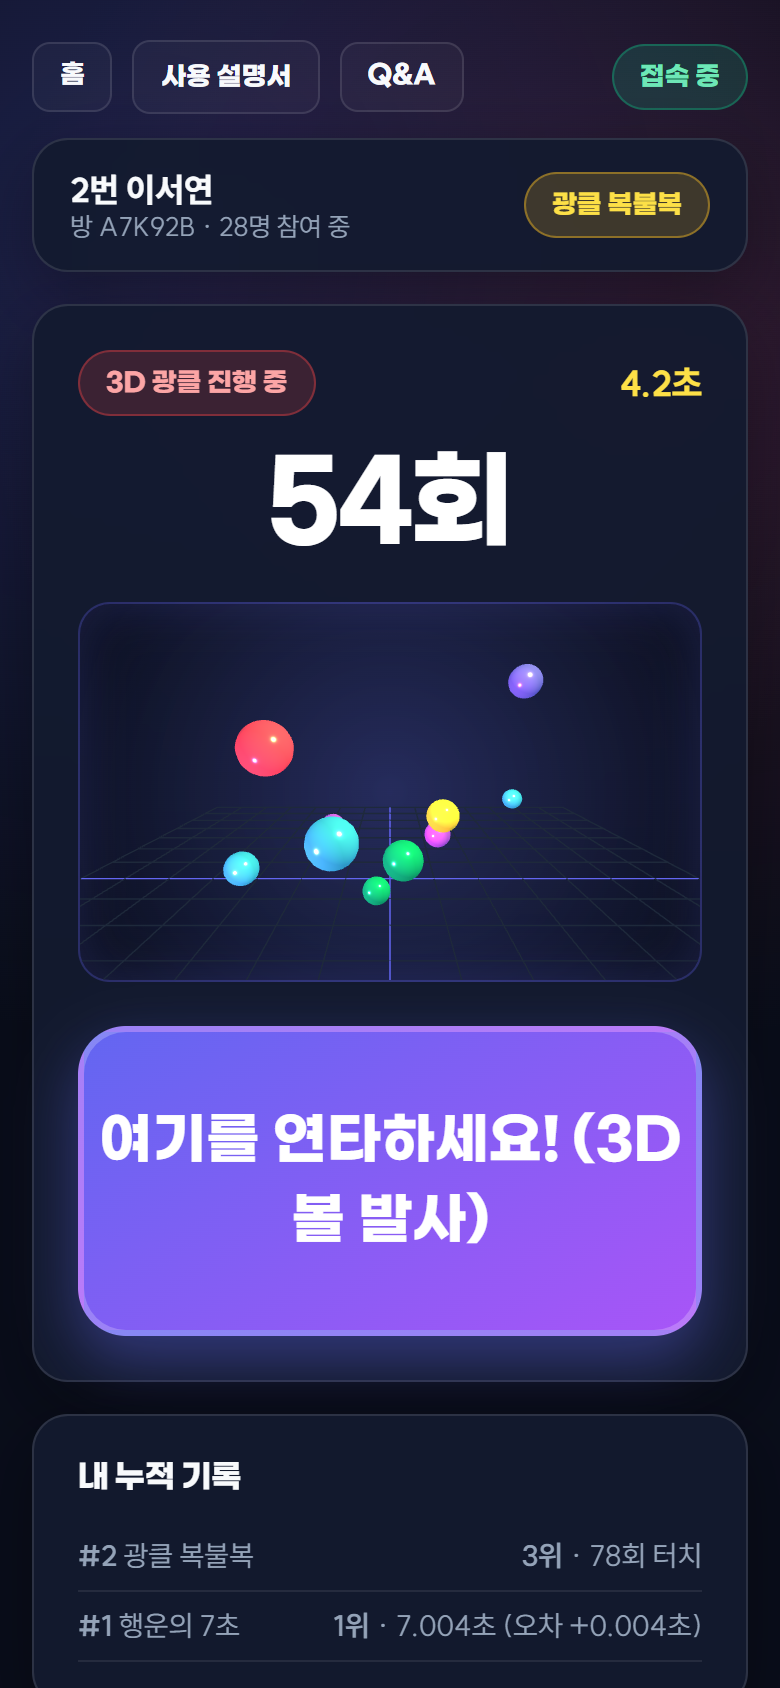 홈
사용 설명서
Q&A
접속 중
2번 이서연
방 A7K92B · 28명 참여 중
광클 복불복
3D 광클 진행 중
4.2초
54회
여기를 연타하세요! (3D
볼 발사)
내 누적 기록
#2 광클 복불복
3위 · 78회 터치
#1 행운의 7초
1위 · 7.004초 (오차 +0.004초)